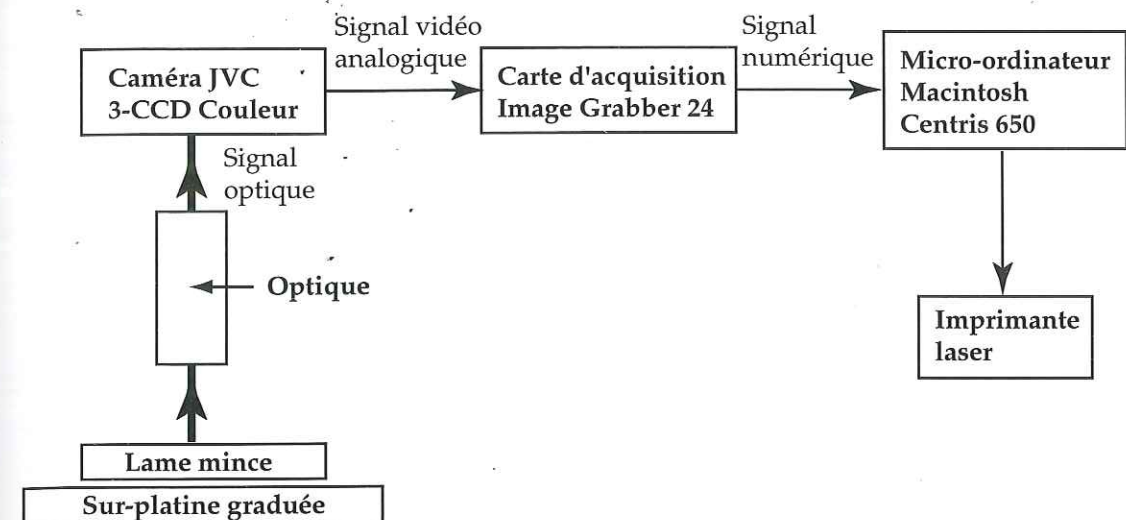 Signal vidéo
analogique
Signal
numérique
Caméra JVC
3-CCD Couleur
Carte d'acquisition
Image Grabber 24
Micro-ordinateur
Macintosh
Centris 650
Signal
optique
Optique
Imprimante
laser
Lame mince
Sur-platine graduée